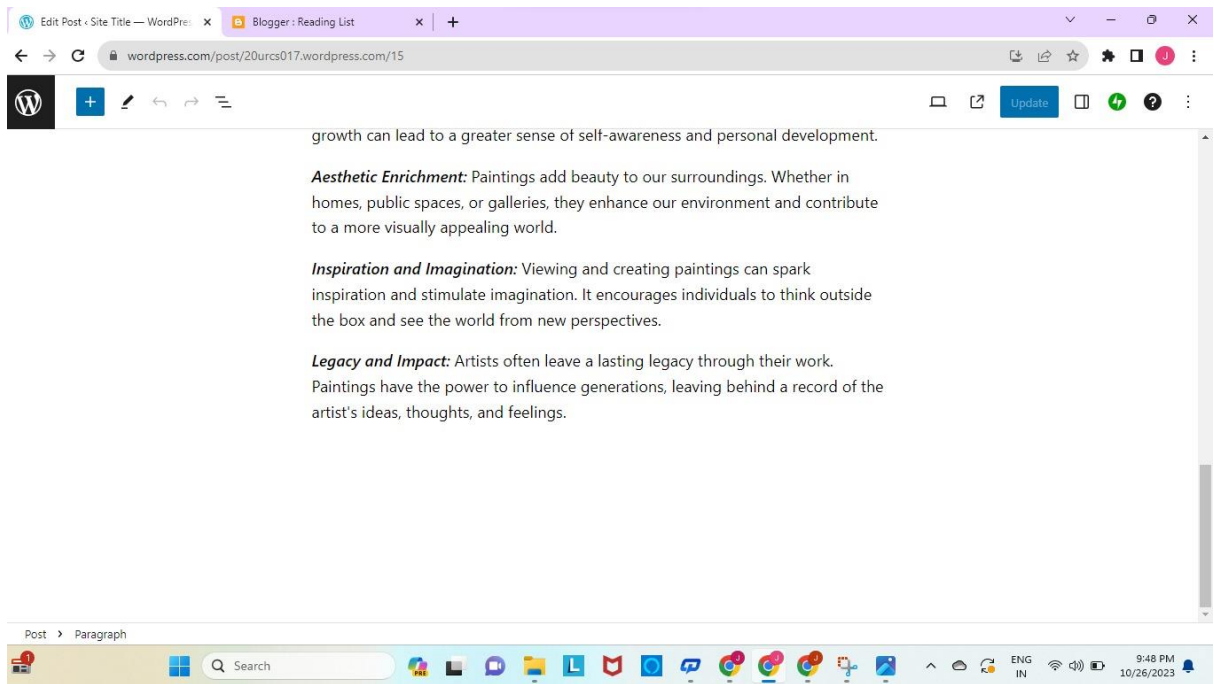 Edit Post ‹ Site Title — WordPre
Blogger : Reading List
wordpress.com/post/20urcs017.wordpress.com/15
J
Update
growth can lead to a greater sense of self-awareness and personal development.
Aesthetic Enrichment: Paintings add beauty to our surroundings. Whether in
homes, public spaces, or galleries, they enhance our environment and contribute
to a more visually appealing world.
Inspiration and Imagination: Viewing and creating paintings can spark
inspiration and stimulate imagination. It encourages individuals to think outside
the box and see the world from new perspectives.
Legacy and Impact: Artists often leave a lasting legacy through their work.
Paintings have the power to influence generations, leaving behind a record of the
artist's ideas, thoughts, and feelings.
Post > Paragraph
1
Search
PRE
L
J
J
J
ENG
IN
9:48 PM
10/26/2023